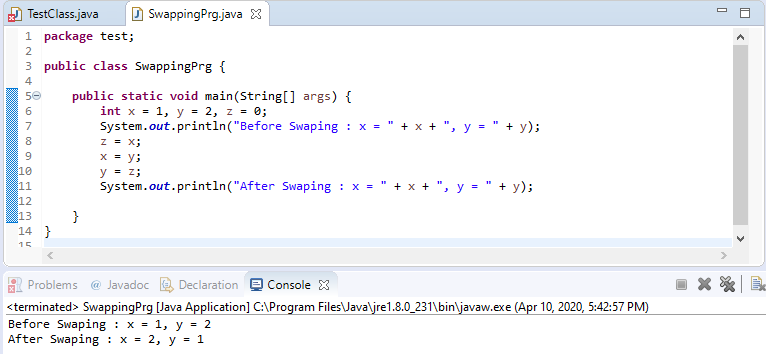 TestClass.java SwappingPrg.java
1 package test;
2
3 public class SwappingPrg {
4
5 public static void main(String[] args) {
6 int x = 1, y = 2, z = 0;
7 System.out.println("Before Swaping : x = " + x + ", y = " + y);
8 z = x;
9 x = y;
10 y = z;
11 System.out.println("After Swaping : x = " + x + ", y = " + y);
12
13 }
14 }
15
Problems @ Javadoc Declaration Console
<terminated> SwappingPrg [Java Application] C:\Program Files\Java\jre1.8.0_231\bin\javaw.exe (Apr 10, 2020, 5:42:57 PM)
Before Swaping : x = 1, y = 2
After Swaping : x = 2, y = 1